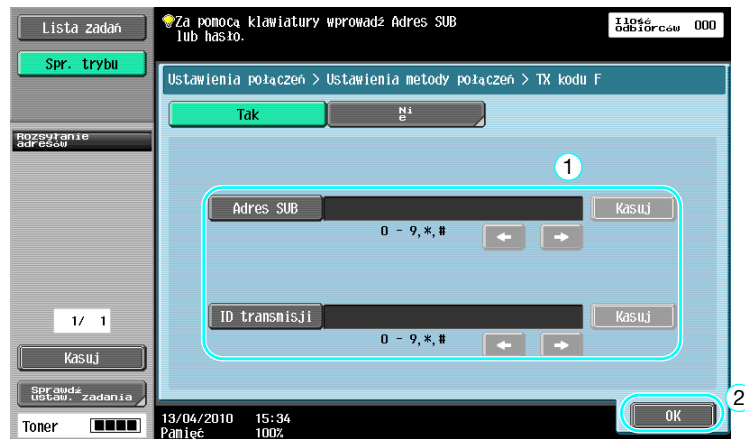 Lista zadań
Za pomocą klawiatury wprowadź Adres SUB
lub hasło.
Ilość
odbiorców 000
Spr. trybu
Ustawienia połączeń > Ustawienia metody połączeń > TX kodu F
Tak
Ni
e
Rozsyłanie
adresów
1
Adres SUB
Kasuj
0 - 9,*,#
ID transmisji
Kasuj
0 - 9,*,#
1/ 1
Kasuj
Sprawdź
ustaw. zadania
2
OK
Toner
13/04/2010 15:34
Pamięć 100%